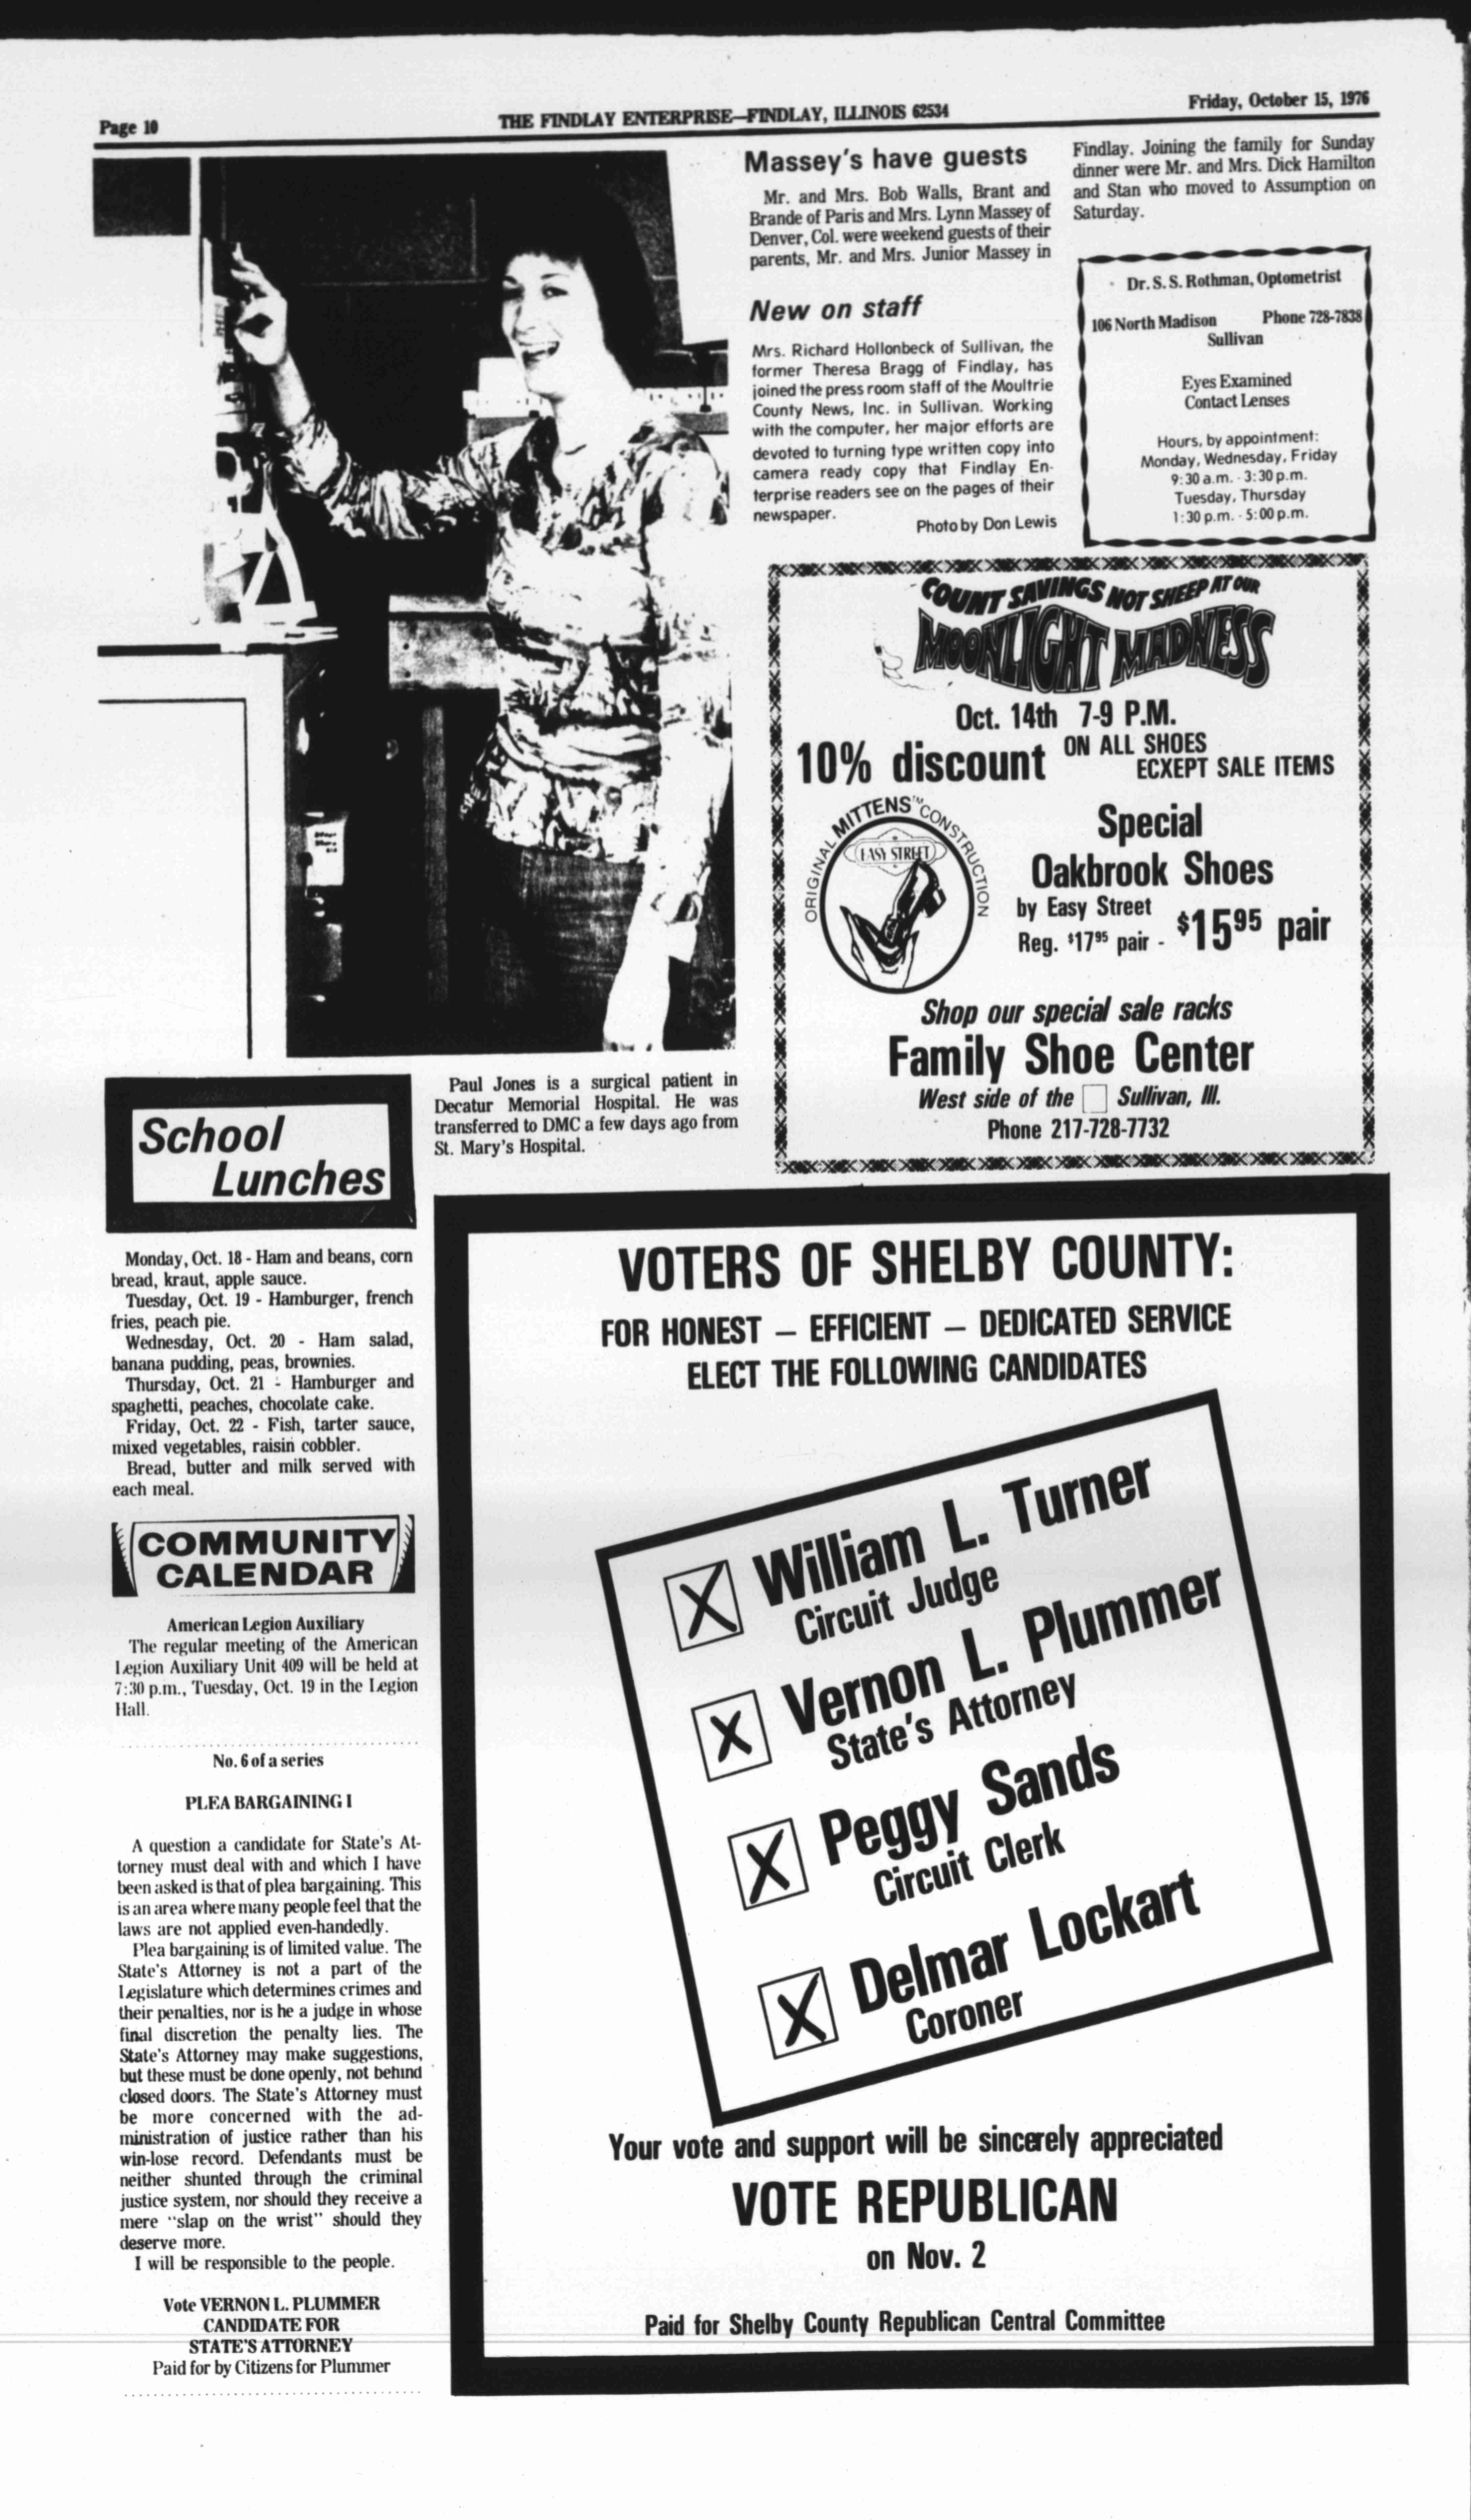 Page 10
THE FINDLAY ENTERPRISE—FINDLAY, ILLINOIS 62534
Friday, October 15, 1976
Massey's have guests
Mr. and Mrs. Bob Walls, Brant and
Brande of Paris and Mrs. Lynn Massey of
Denver, Col. were weekend guests of their
parents, Mr. and Mrs. Junior Massey in
Findlay. Joining the family for Sunday
dinner were Mr. and Mrs. Dick Hamilton
and Stan who moved to Assumption on
Saturday.
New on staff
Mrs. Richard Hollonbeck of Sullivan, the
former Theresa Bragg of Findlay, has
joined the press room staff of the Moultrie
County News, Inc. in Sullivan. Working
with the computer, her major efforts are
devoted to turning type written copy into
camera ready copy that Findlay En-
terprise readers see on the pages of their
newspaper.
Photo by Don Lewis
Dr. S. S. Rothman, Optometrist
106 North Madison Phone 728-7838
Sullivan
Eyes Examined
Contact Lenses
Hours, by appointment:
Monday, Wednesday, Friday
9:30 a.m. - 3:30 p.m.
Tuesday, Thursday
1:30 p.m. - 5:00 p.m.
COUNT SAVINGS NOT SHEEP AT OUR
MOONLIGHT MADNESS
Oct. 14th 7-9 P.M.
10% discount ON ALL SHOES
ECXEPT SALE ITEMS
ORIGINAL MITTENS™ CONSTRUCTION
EASY STREET
Special
Oakbrook Shoes
by Easy Street
Reg. $17⁹⁵ pair - $15⁹⁵ pair
Shop our special sale racks
Family Shoe Center
West side of the □ Sullivan, Ill.
Phone 217-728-7732
Paul Jones is a surgical patient in
Decatur Memorial Hospital. He was
transferred to DMC a few days ago from
St. Mary's Hospital.
School
Lunches
Monday, Oct. 18 - Ham and beans, corn
bread, kraut, apple sauce.
Tuesday, Oct. 19 - Hamburger, french
fries, peach pie.
Wednesday, Oct. 20 - Ham salad,
banana pudding, peas, brownies.
Thursday, Oct. 21 - Hamburger and
spaghetti, peaches, chocolate cake.
Friday, Oct. 22 - Fish, tarter sauce,
mixed vegetables, raisin cobbler.
Bread, butter and milk served with
each meal.
COMMUNITY
CALENDAR
American Legion Auxiliary
The regular meeting of the American
Legion Auxiliary Unit 409 will be held at
7:30 p.m., Tuesday, Oct. 19 in the Legion
Hall.
No. 6 of a series
PLEA BARGAINING I
A question a candidate for State's At-
torney must deal with and which I have
been asked is that of plea bargaining. This
is an area where many people feel that the
laws are not applied even-handedly.
Plea bargaining is of limited value. The
State's Attorney is not a part of the
Legislature which determines crimes and
their penalties, nor is he a judge in whose
final discretion the penalty lies. The
State's Attorney may make suggestions,
but these must be done openly, not behind
closed doors. The State's Attorney must
be more concerned with the ad-
ministration of justice rather than his
win-lose record. Defendants must be
neither shunted through the criminal
justice system, nor should they receive a
mere "slap on the wrist" should they
deserve more.
I will be responsible to the people.
Vote VERNON L. PLUMMER
CANDIDATE FOR
STATE'S ATTORNEY
Paid for by Citizens for Plummer
VOTERS OF SHELBY COUNTY:
FOR HONEST — EFFICIENT — DEDICATED SERVICE
ELECT THE FOLLOWING CANDIDATES
X William L. Turner
Circuit Judge
X Vernon L. Plummer
State's Attorney
X Peggy Sands
Circuit Clerk
X Delmar Lockart
Coroner
Your vote and support will be sincerely appreciated
VOTE REPUBLICAN
on Nov. 2
Paid for Shelby County Republican Central Committee